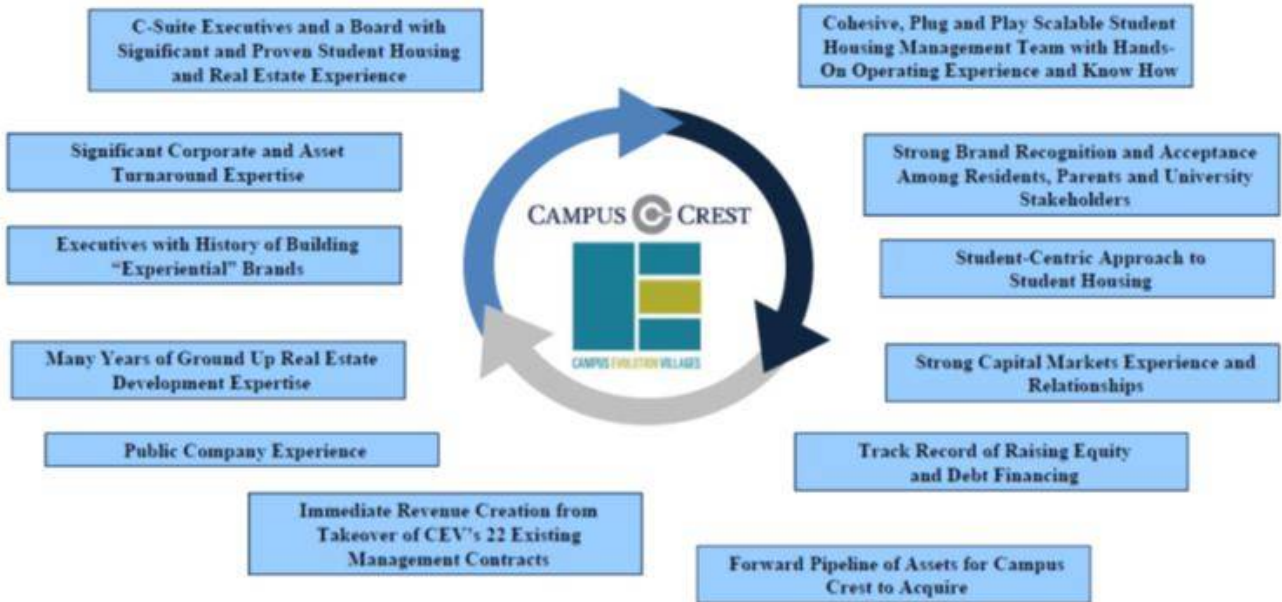 C-Suite Executives and a Board with
Significant and Proven Student Housing
and Real Estate Experience
Cohesive, Plug and Play Scalable Student
Housing Management Team with Hands-
On Operating Experience and Know How
Significant Corporate and Asset
Turnaround Expertise
Strong Brand Recognition and Acceptance
Among Residents, Parents and University
Stakeholders
CAMPUS CREST
Executives with History of Building
“Experiential” Brands
Student-Centric Approach to
Student Housing
CAMPUS EVOLUTION VILLAGES
Many Years of Ground Up Real Estate
Development Expertise
Strong Capital Markets Experience and
Relationships
Public Company Experience
Track Record of Raising Equity
and Debt Financing
Immediate Revenue Creation from
Takeover of CEV's 22 Existing
Management Contracts
Forward Pipeline of Assets for Campus
Crest to Acquire